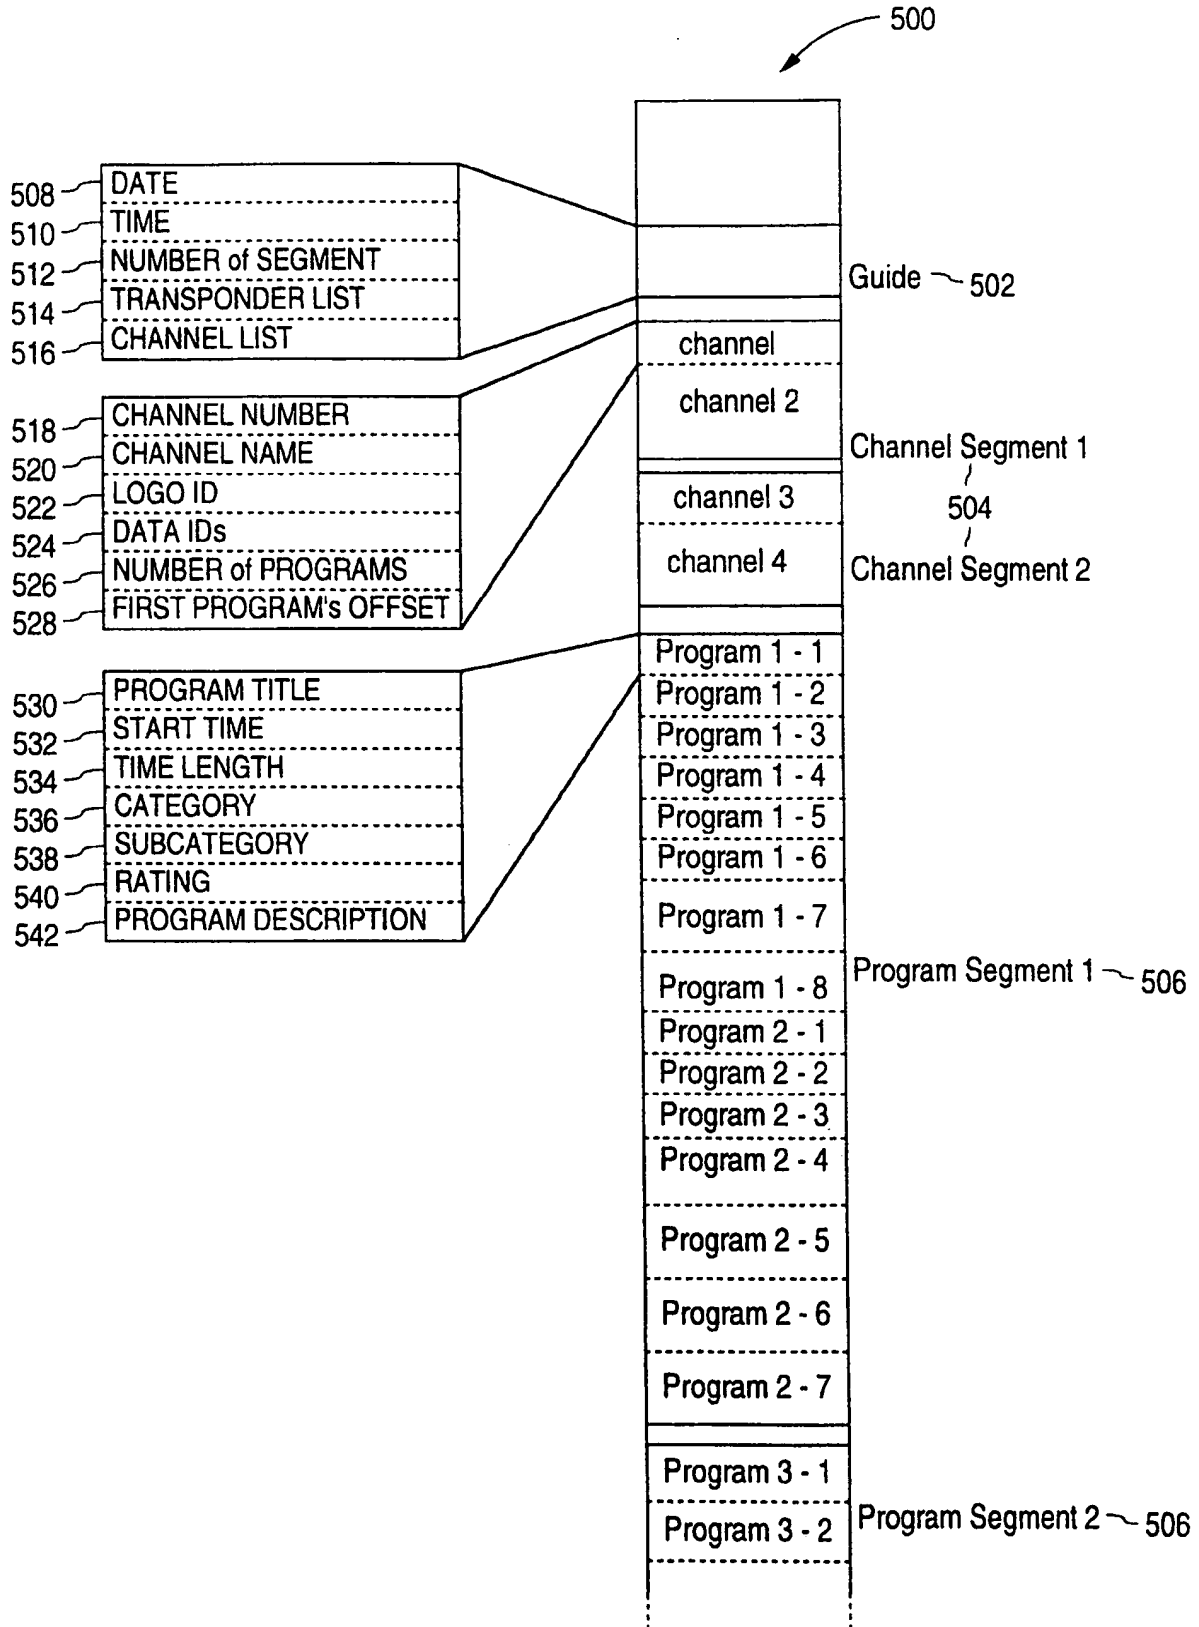 500
508 DATE
510 TIME
512 NUMBER of SEGMENT
514 TRANSPONDER LIST
516 CHANNEL LIST
Guide 502
518 CHANNEL NUMBER
520 CHANNEL NAME
522 LOGO ID
524 DATA IDs
526 NUMBER of PROGRAMS
528 FIRST PROGRAM's OFFSET
channel
channel 2
Channel Segment 1
504
channel 3
channel 4
Channel Segment 2
530 PROGRAM TITLE
532 START TIME
534 TIME LENGTH
536 CATEGORY
538 SUBCATEGORY
540 RATING
542 PROGRAM DESCRIPTION
Program 1 - 1
Program 1 - 2
Program 1 - 3
Program 1 - 4
Program 1 - 5
Program 1 - 6
Program 1 - 7
Program 1 - 8
Program Segment 1 506
Program 2 - 1
Program 2 - 2
Program 2 - 3
Program 2 - 4
Program 2 - 5
Program 2 - 6
Program 2 - 7
Program 3 - 1
Program 3 - 2
Program Segment 2 506